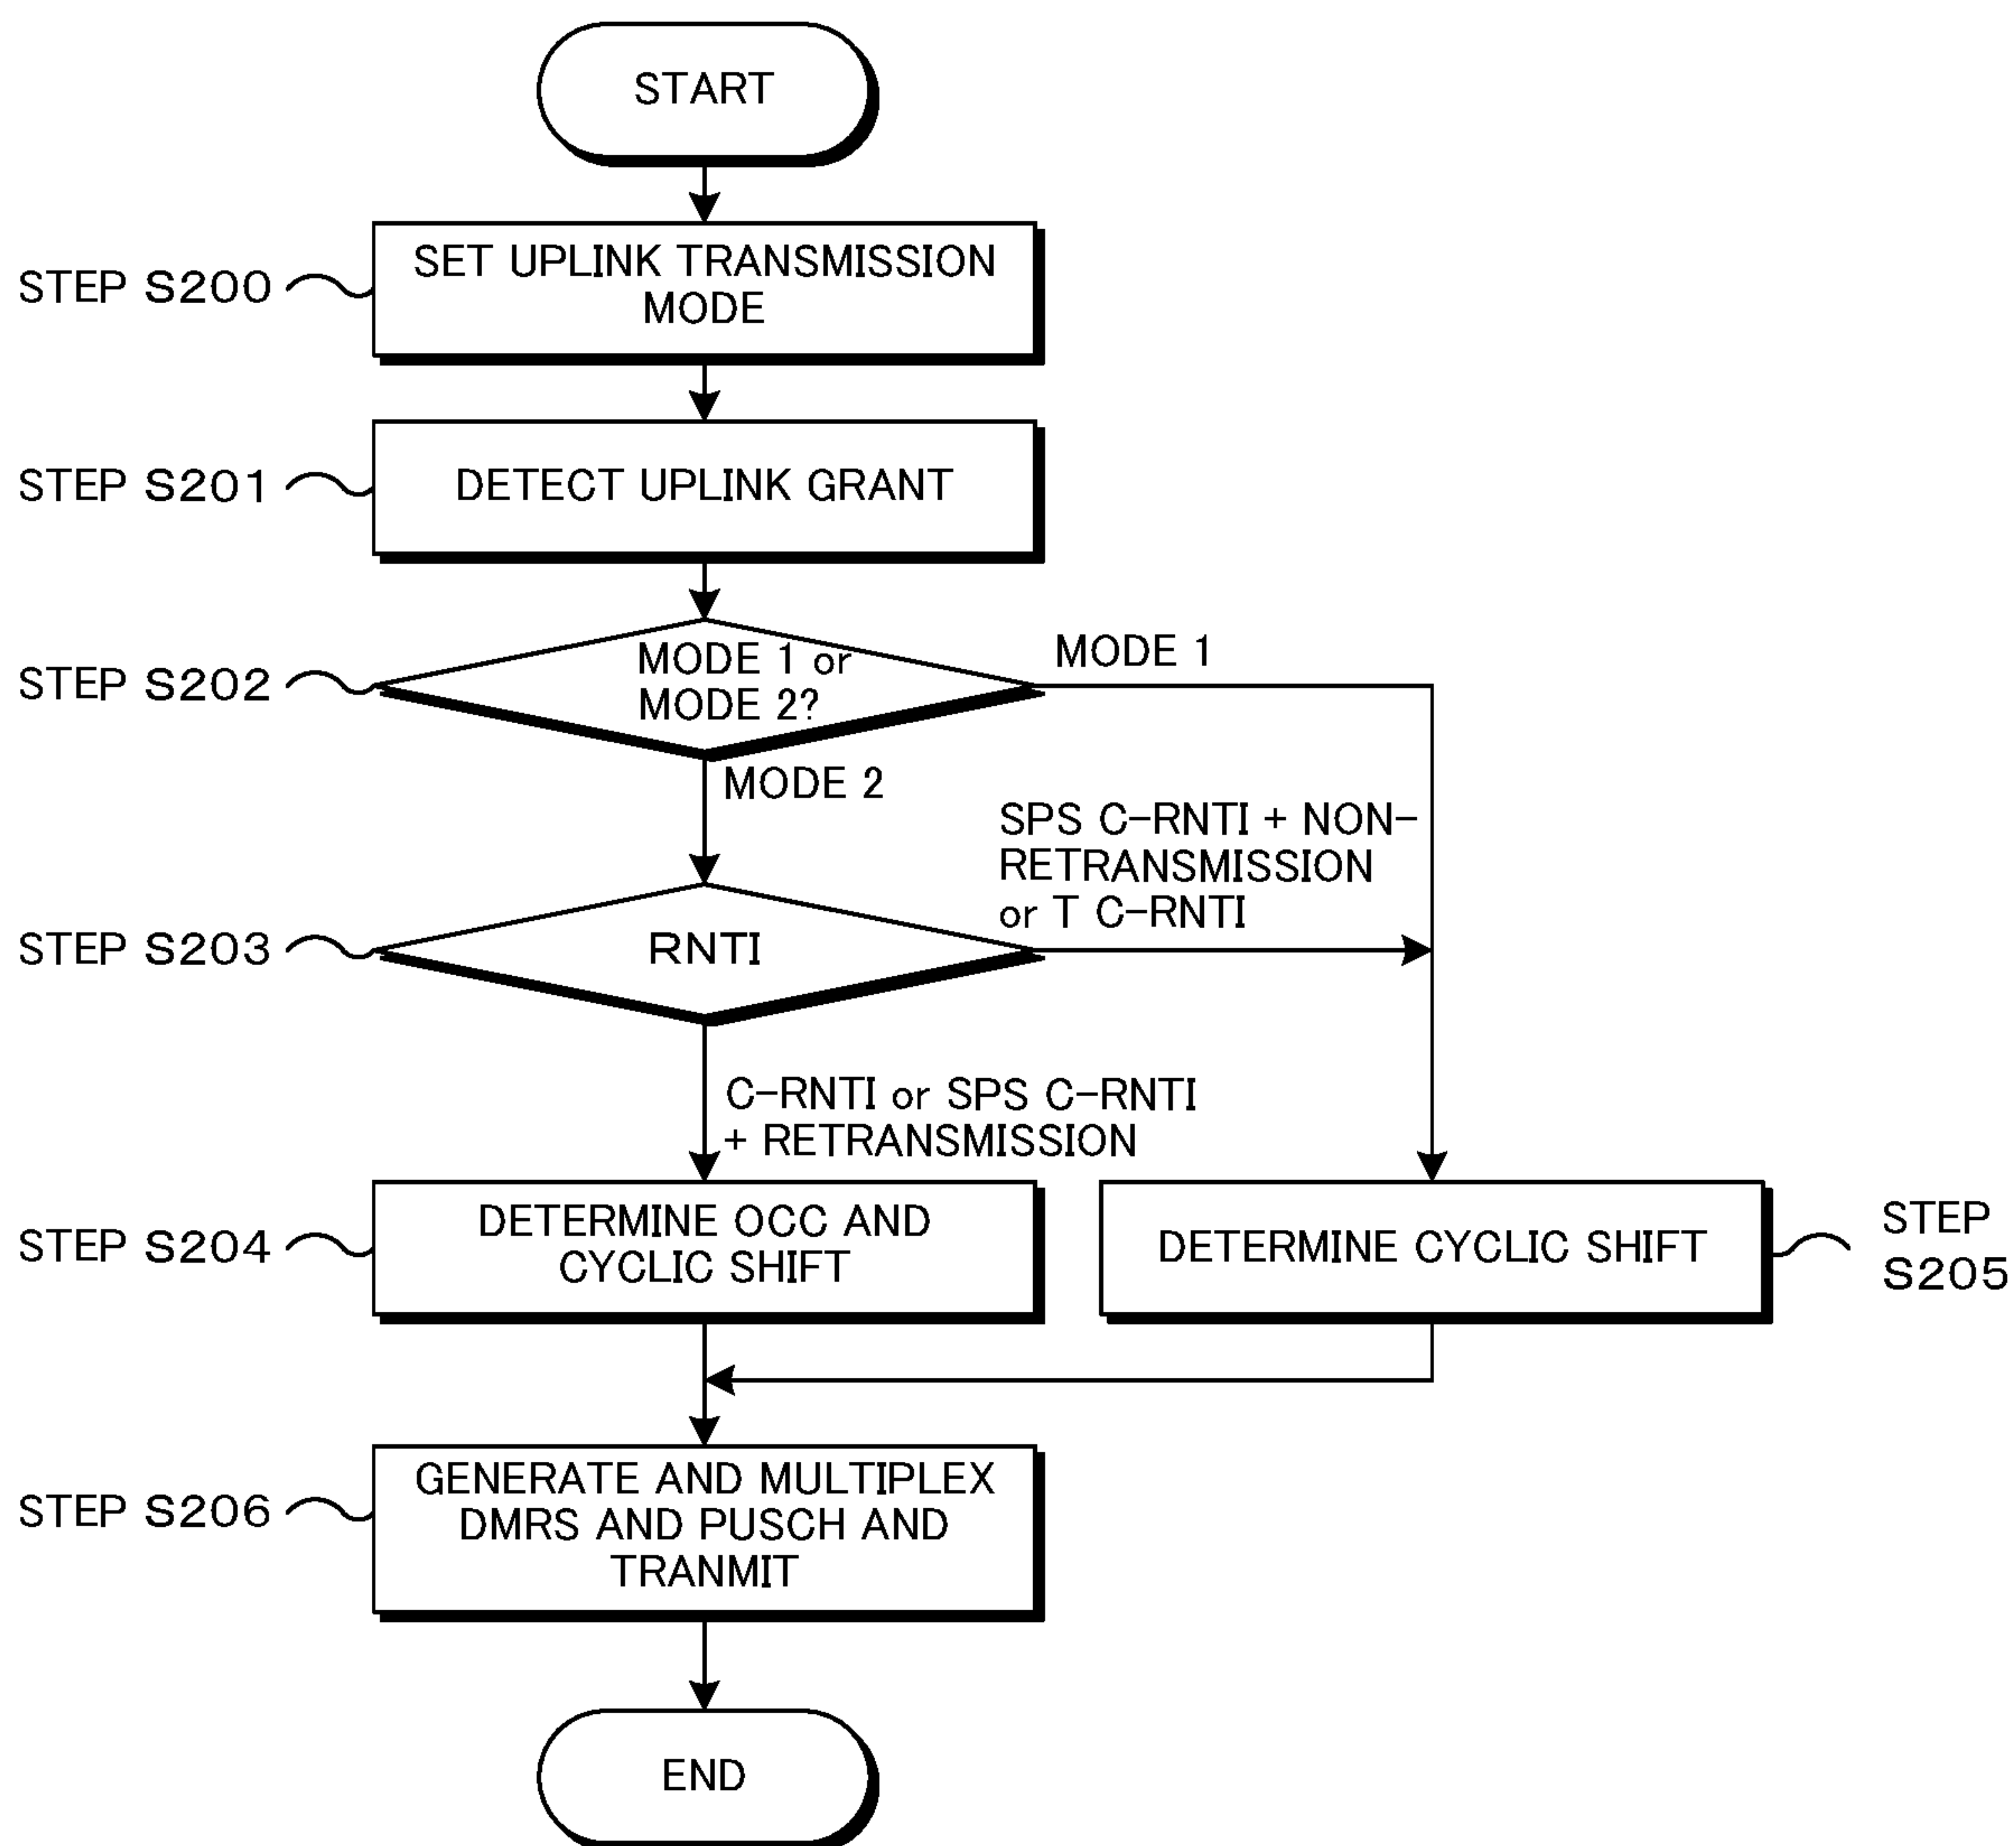 START
STEP S200
SET UPLINK TRANSMISSION
MODE
STEP S201
DETECT UPLINK GRANT
STEP S202
MODE 1 or
MODE 2?
MODE 1
MODE 2
SPS C-RNTI + NON-
RETRANSMISSION
or T C-RNTI
STEP S203
RNTI
C-RNTI or SPS C-RNTI
+ RETRANSMISSION
STEP S204
DETERMINE OCC AND
CYCLIC SHIFT
DETERMINE CYCLIC SHIFT
STEP
S205
STEP S206
GENERATE AND MULTIPLEX
DMRS AND PUSCH AND
TRANMIT
END